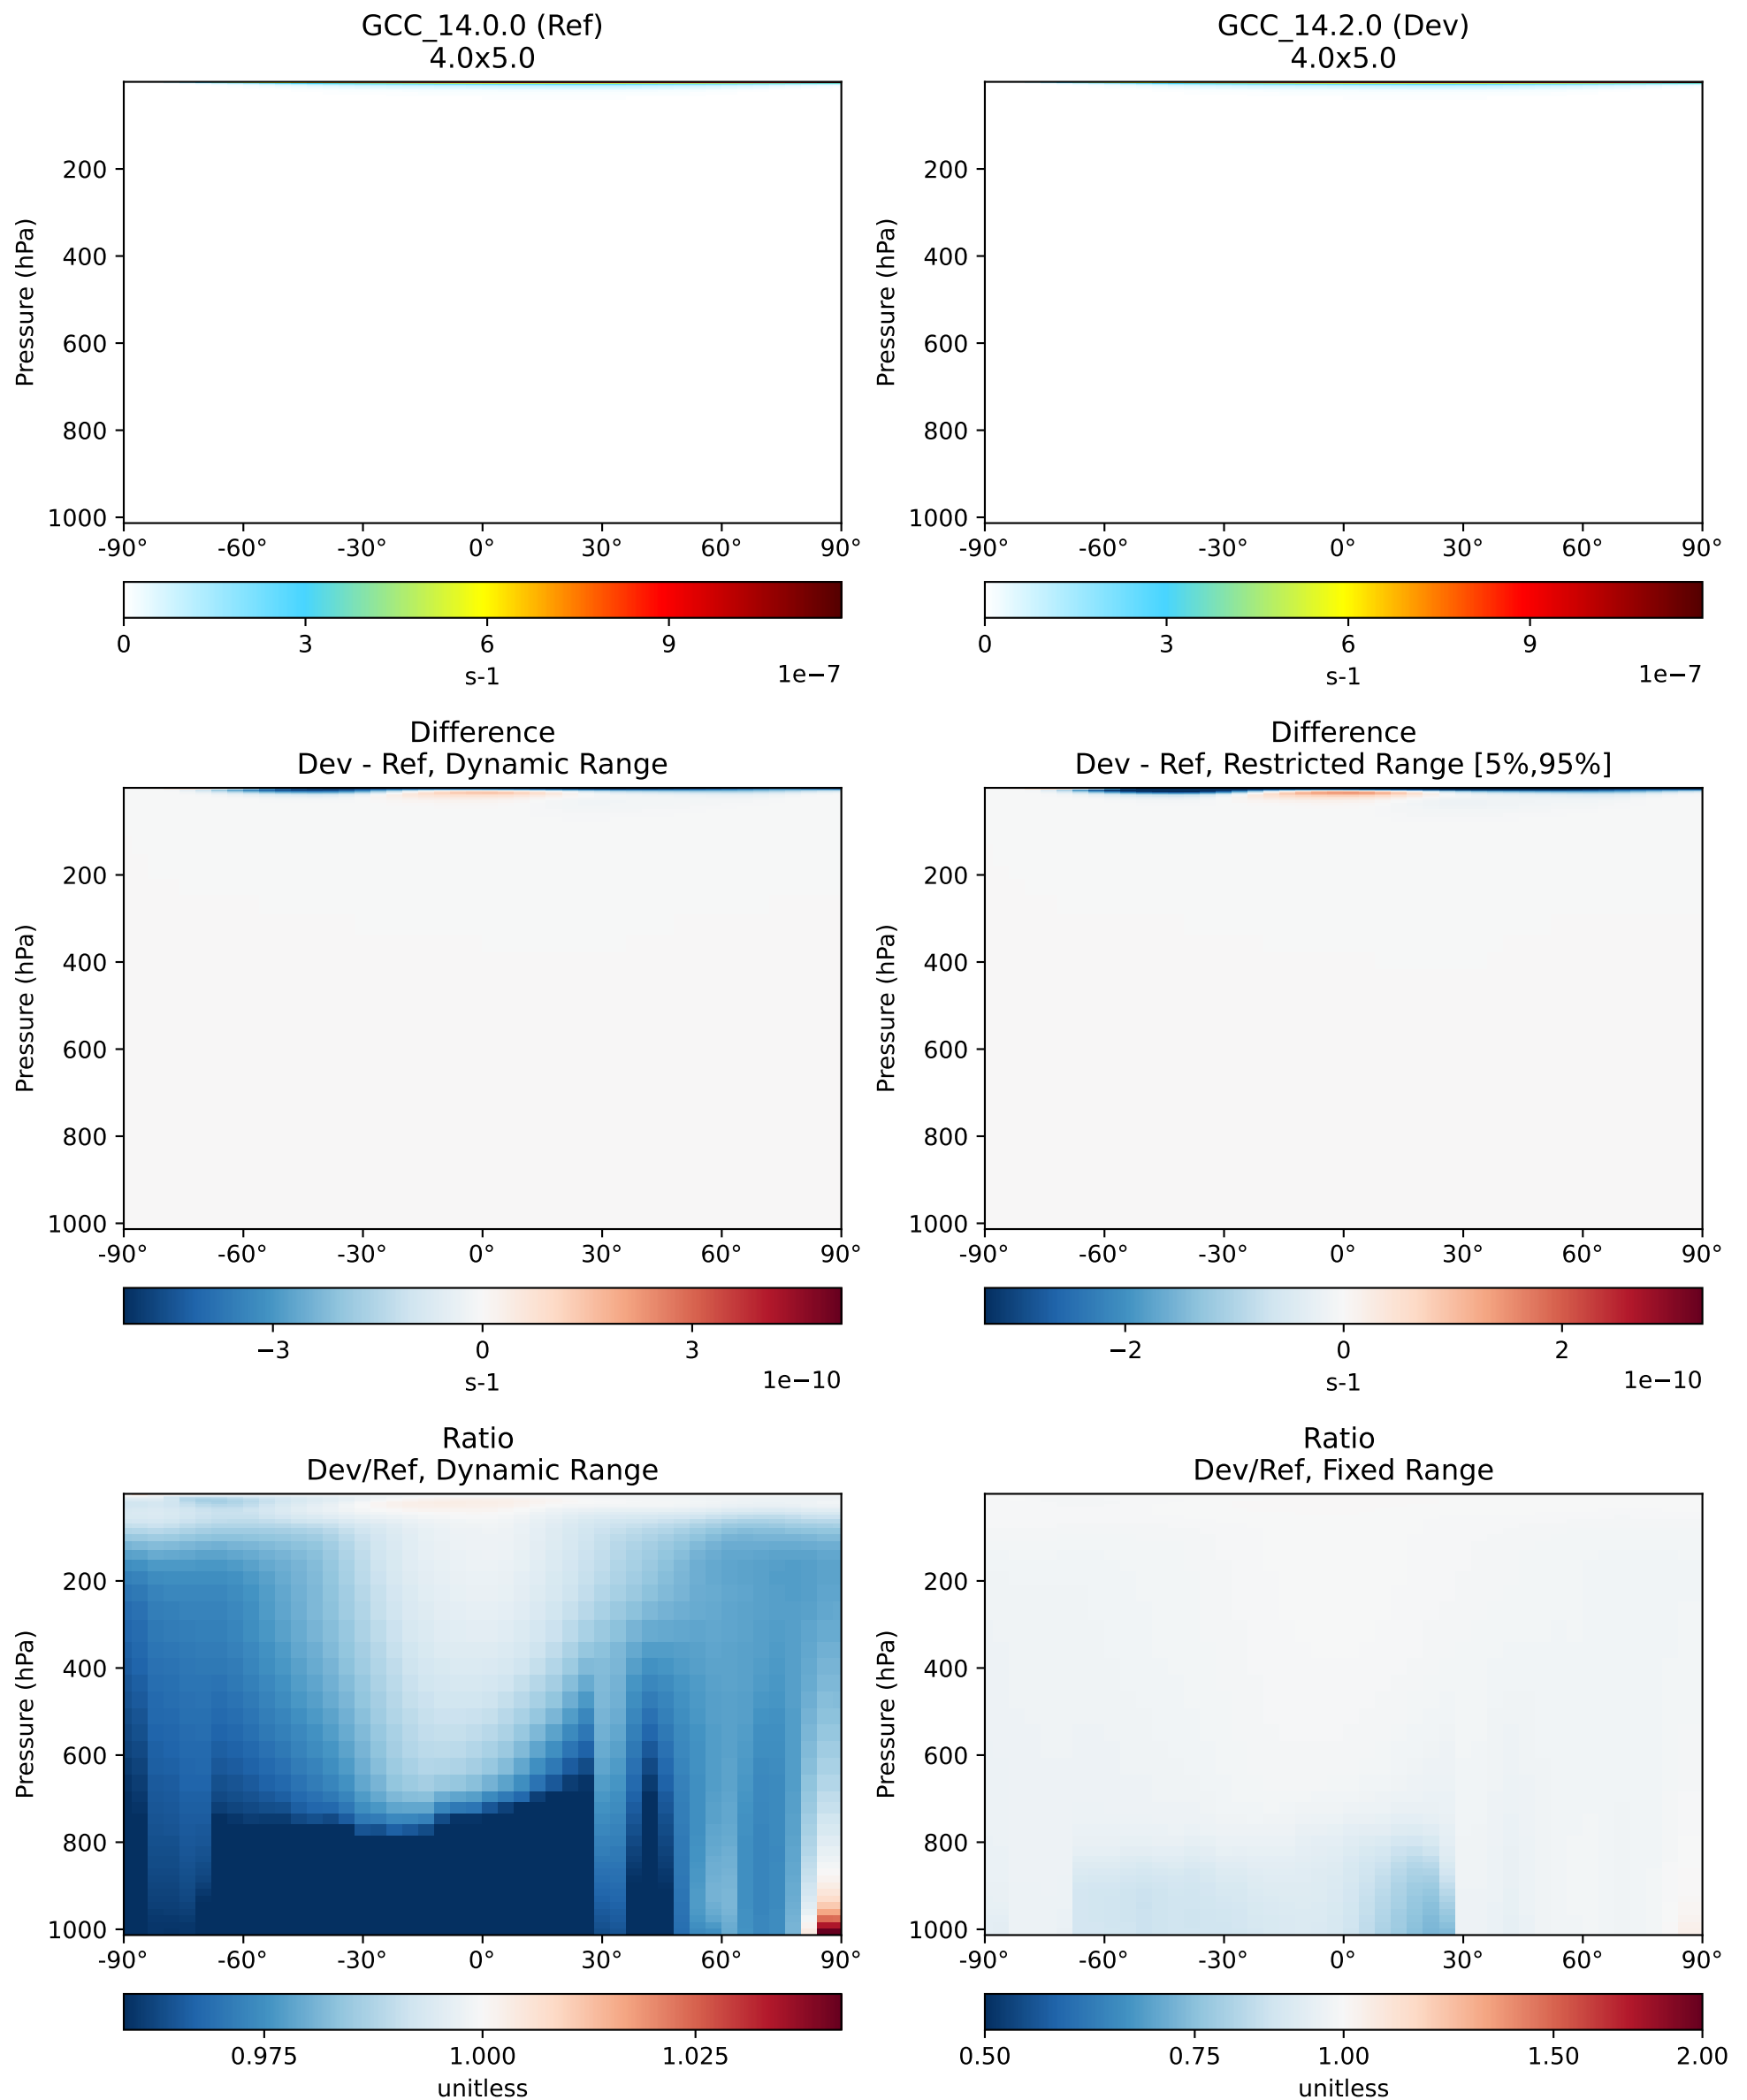 GCC_14.0.0 (Ref)
4.0x5.0
Pressure (hPa)
200
400
600
800
1000
-90° -60° -30° 0° 30° 60° 90°
0 3 6 9
s-1 1e−7
GCC_14.2.0 (Dev)
4.0x5.0
Pressure (hPa)
200
400
600
800
1000
-90° -60° -30° 0° 30° 60° 90°
0 3 6 9
s-1 1e−7
Difference
Dev - Ref, Dynamic Range
Pressure (hPa)
200
400
600
800
1000
-90° -60° -30° 0° 30° 60° 90°
−3 0 3
s-1 1e−10
Difference
Dev - Ref, Restricted Range [5%,95%]
Pressure (hPa)
200
400
600
800
1000
-90° -60° -30° 0° 30° 60° 90°
−2 0 2
s-1 1e−10
Ratio
Dev/Ref, Dynamic Range
Pressure (hPa)
200
400
600
800
1000
-90° -60° -30° 0° 30° 60° 90°
0.975 1.000 1.025
unitless
Ratio
Dev/Ref, Fixed Range
Pressure (hPa)
200
400
600
800
1000
-90° -60° -30° 0° 30° 60° 90°
0.50 0.75 1.00 1.50 2.00
unitless